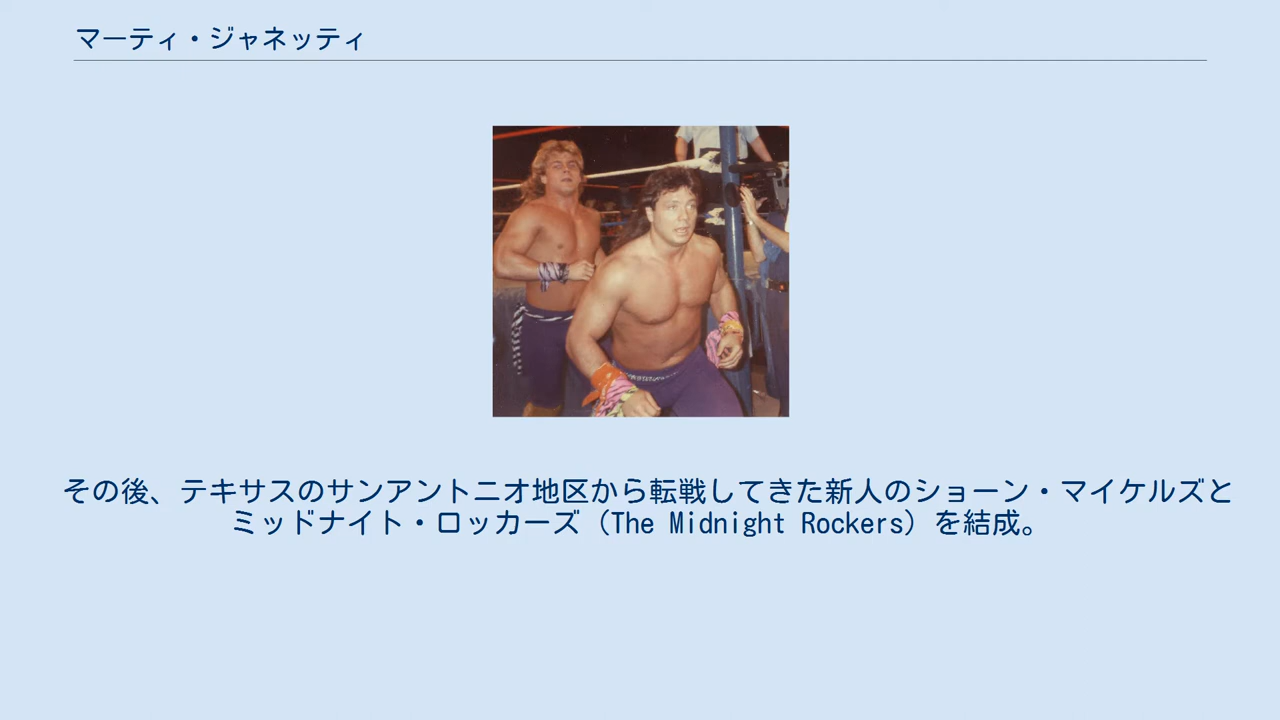 マーティ・ジャネッティ
その後、テキサスのサンアントニオ地区から転戦してきた新人のショーン・マイケルズと
ミッドナイト・ロッカーズ（The Midnight Rockers）を結成。